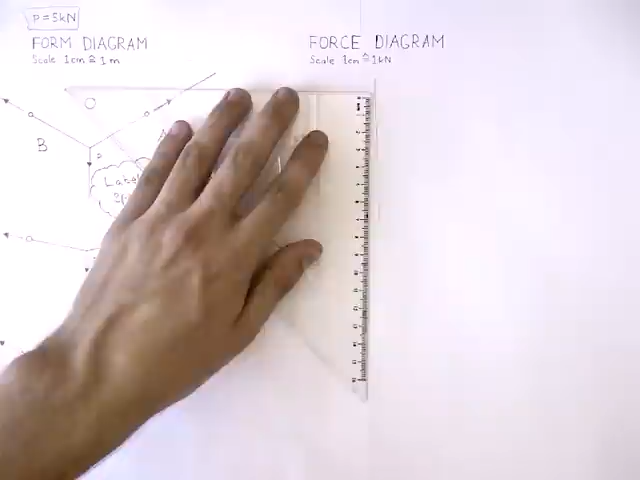 P = 5kN
FORM DIAGRAM
Scale 1cm ≙ 1m
FORCE DIAGRAM
Scale 1cm ≙ 1kN
B
P